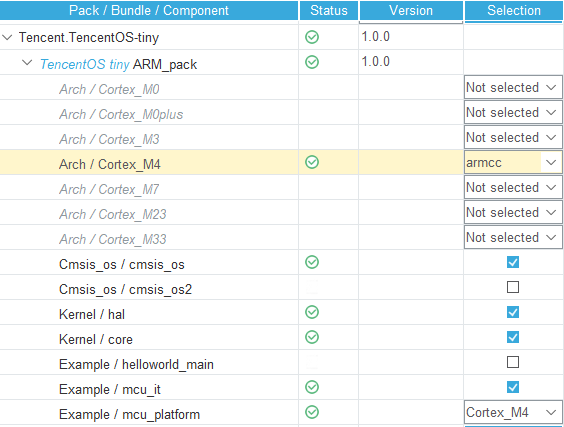 Pack / Bundle / Component Status Version Selection
Tencent.TencentOS-tiny 1.0.0
TencentOS tiny ARM_pack 1.0.0
Arch / Cortex_M0 Not selected
Arch / Cortex_M0plus Not selected
Arch / Cortex_M3 Not selected
Arch / Cortex_M4 armcc
Arch / Cortex_M7 Not selected
Arch / Cortex_M23 Not selected
Arch / Cortex_M33 Not selected
Cmsis_os / cmsis_os
Cmsis_os / cmsis_os2
Kernel / hal
Kernel / core
Example / helloworld_main
Example / mcu_it
Example / mcu_platform Cortex_M4